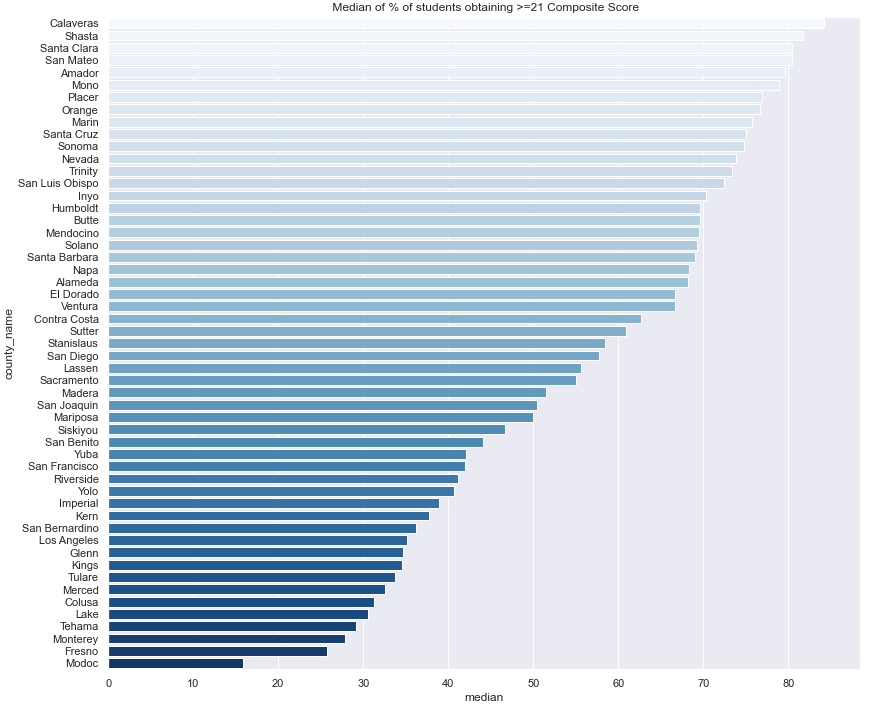 Median of % of students obtaining >=21 Composite Score
county_name
Calaveras
Shasta
Santa Clara
San Mateo
Amador
Mono
Placer
Orange
Marin
Santa Cruz
Sonoma
Nevada
Trinity
San Luis Obispo
Inyo
Humboldt
Butte
Mendocino
Solano
Santa Barbara
Napa
Alameda
El Dorado
Ventura
Contra Costa
Sutter
Stanislaus
San Diego
Lassen
Sacramento
Madera
San Joaquin
Mariposa
Siskiyou
San Benito
Yuba
San Francisco
Riverside
Yolo
Imperial
Kern
San Bernardino
Los Angeles
Glenn
Kings
Tulare
Merced
Colusa
Lake
Tehama
Monterey
Fresno
Modoc
0 10 20 30 40 50 60 70 80
median